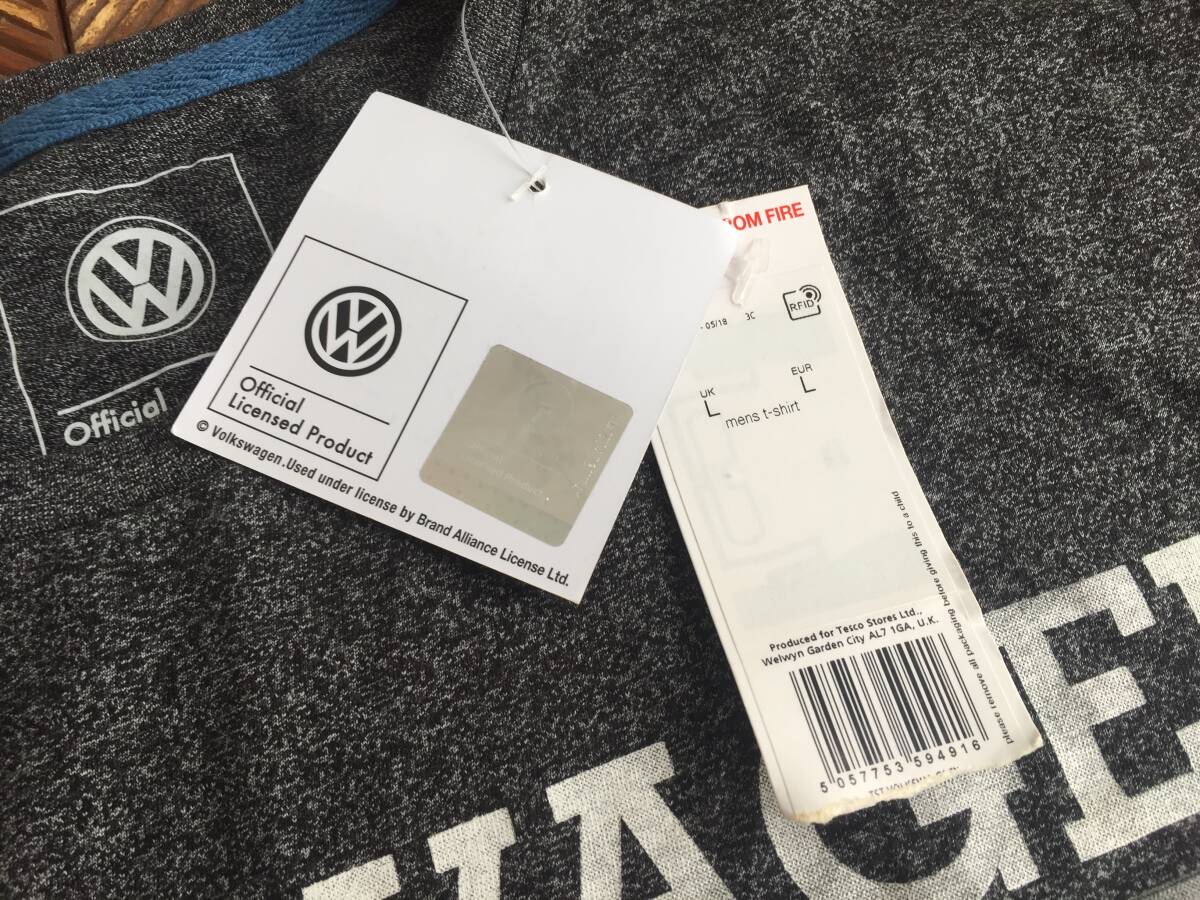 VW
Official
VW
Official
Licensed Product
© Volkswagen.Used under license by Brand Alliance License Ltd.
FIRE
05/18 3C
RFID
UK
L
EUR
L
mens t-shirt
please remove all packaging before giving this to a child
Produced for Tesco Stores Ltd.,
Welwyn Garden City AL7 1GA, U.K.
5 057753 594916